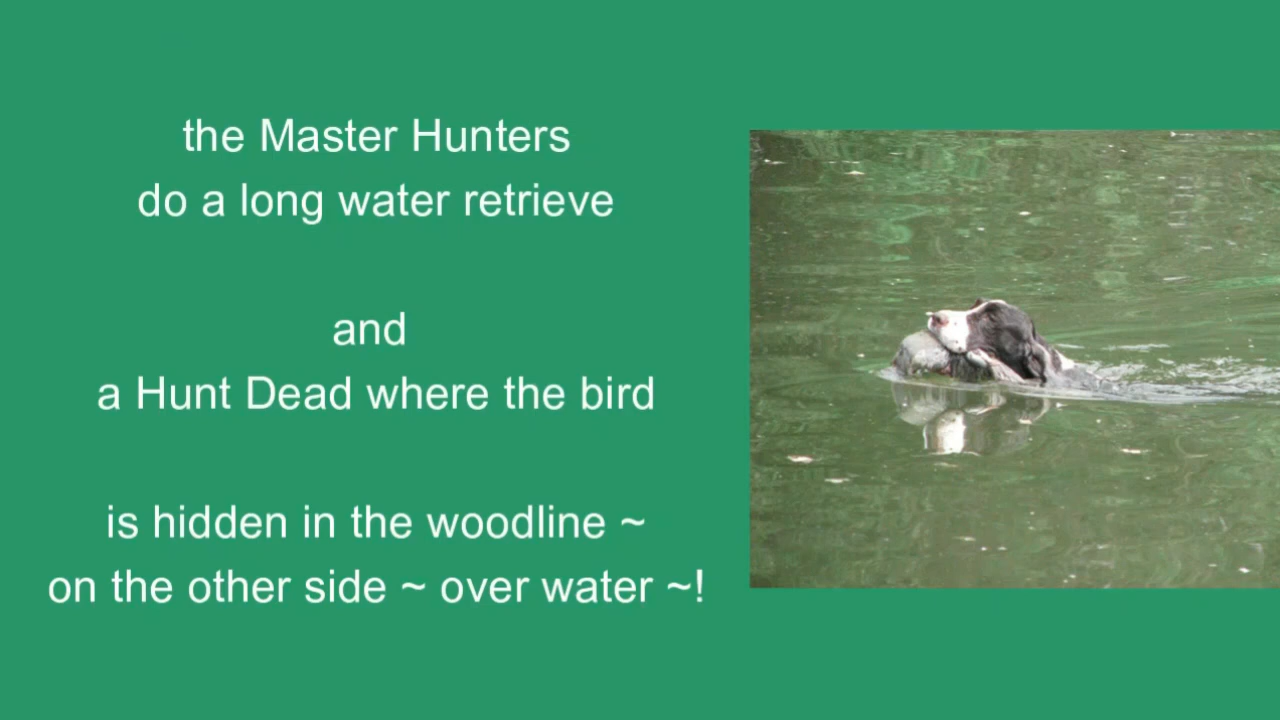 the Master Hunters
do a long water retrieve
and
a Hunt Dead where the bird
is hidden in the woodline ~
on the other side ~ over water ~!